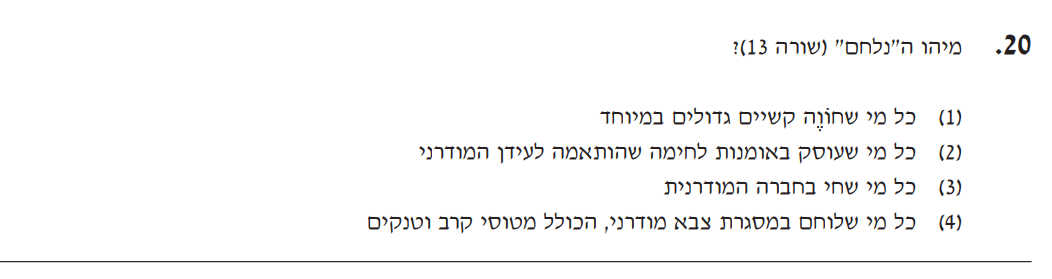 20. מיהו ה"נלחם" (שורה 13)?
(1) כל מי שחוֹוֶה קשיים גדולים במיוחד
(2) כל מי שעוסק באומנות לחימה שהותאמה לעידן המודרני
(3) כל מי שחי בחברה המודרנית
(4) כל מי שלוחם במסגרת צבא מודרני, הכולל מטוסי קרב וטנקים